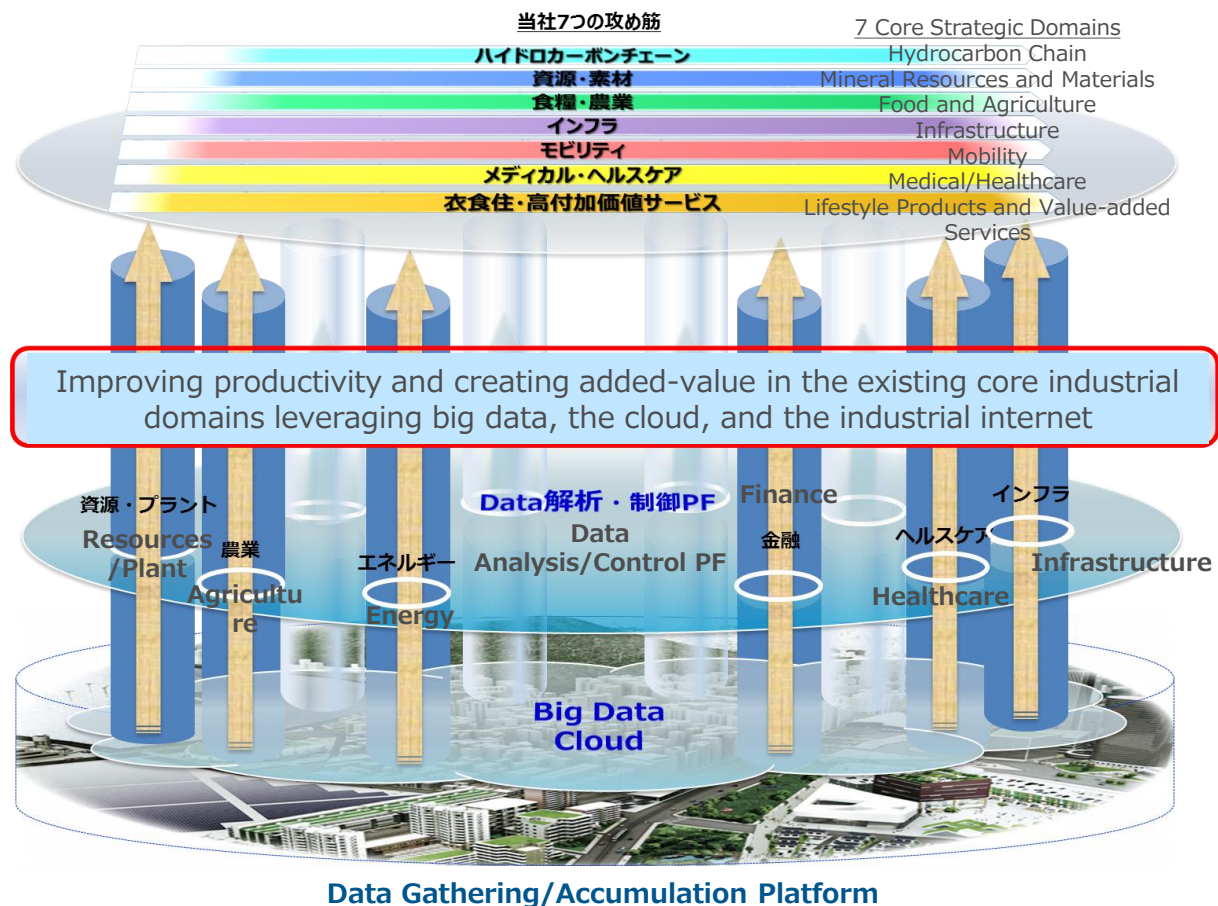 当社7つの攻め筋
7 Core Strategic Domains
ハイドロカーボンチェーン
Hydrocarbon Chain
資源・素材
Mineral Resources and Materials
食糧・農業
Food and Agriculture
インフラ
Infrastructure
モビリティ
Mobility
メディカル・ヘルスケア
Medical/Healthcare
衣食住・高付加価値サービス
Lifestyle Products and Value-added
Services
Improving productivity and creating added-value in the existing core industrial
domains leveraging big data, the cloud, and the industrial internet
資源・プラント
Resources
/Plant
農業
Agricultu
re
エネルギー
Energy
Data解析・制御PF
Data
Analysis/Control PF
Finance
金融
ヘルスケア
Healthcare
インフラ
Infrastructure
Big Data
Cloud
Data Gathering/Accumulation Platform